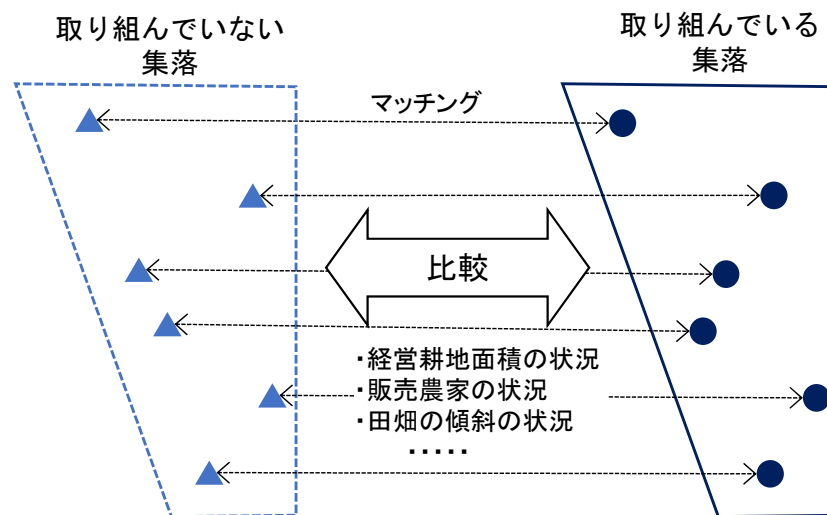 取り組んでいない
集落
取り組んでいる
集落
マッチング
比較
・経営耕地面積の状況
・販売農家の状況
・田畑の傾斜の状況
・・・・・